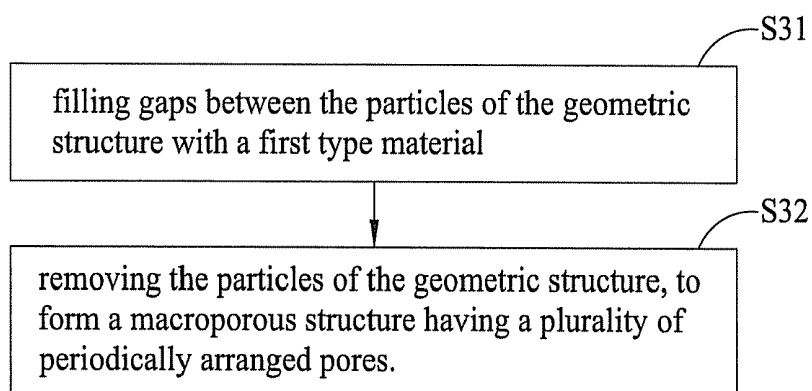 S31
filling gaps between the particles of the geometric
structure with a first type material
S32
removing the particles of the geometric structure, to
form a macroporous structure having a plurality of
periodically arranged pores.